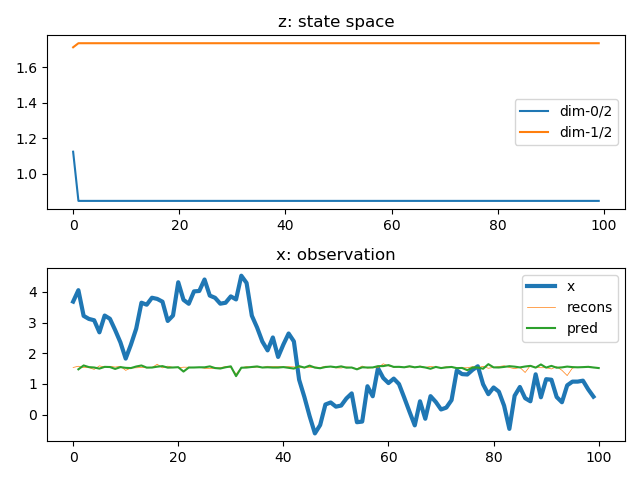 z: state space
1.6
1.4
1.2
1.0
dim-0/2
dim-1/2
0 20 40 60 80 100
x: observation
4
3
2
1
0
x
recons
pred
0 20 40 60 80 100